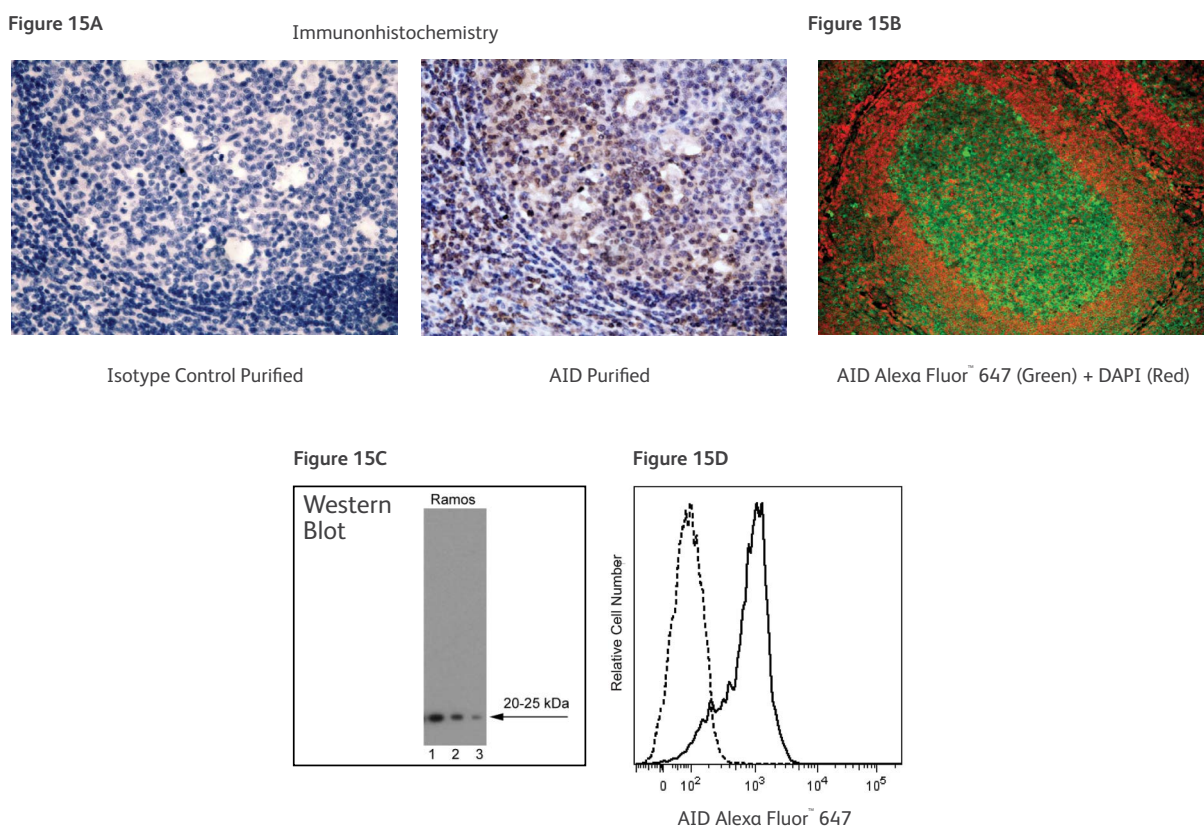 Figure 15A
Immunonhistochemistry
Figure 15B
Isotype Control Purified
AID Purified
AID Alexa Fluor™ 647 (Green) + DAPI (Red)
Figure 15C
Figure 15D
Western
Blot
Ramos
20-25 kDa
1 2 3
Relative Cell Number
0 10² 10³ 10⁴ 10⁵
AID Alexa Fluor™ 647